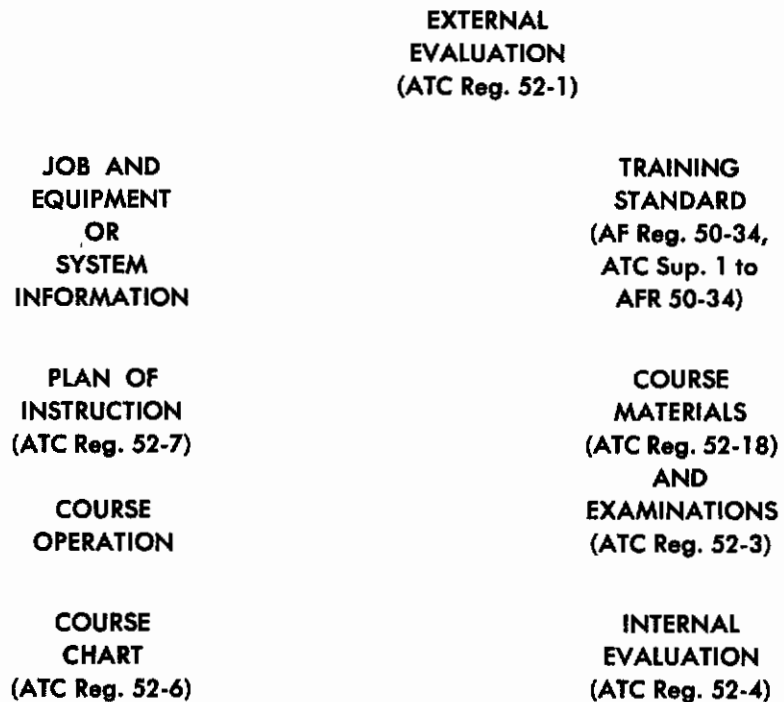 EXTERNAL
EVALUATION
(ATC Reg. 52-1)
JOB AND
EQUIPMENT
OR
SYSTEM
INFORMATION
TRAINING
STANDARD
(AF Reg. 50-34,
ATC Sup. 1 to
AFR 50-34)
PLAN OF
INSTRUCTION
(ATC Reg. 52-7)
COURSE
MATERIALS
(ATC Reg. 52-18)
AND
EXAMINATIONS
(ATC Reg. 52-3)
COURSE
OPERATION
COURSE
CHART
(ATC Reg. 52-6)
INTERNAL
EVALUATION
(ATC Reg. 52-4)